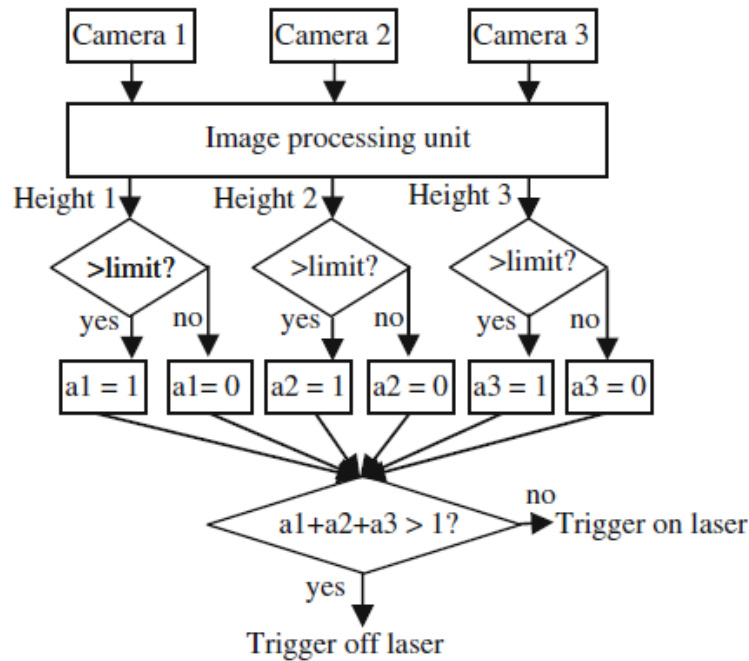 Camera 1
Camera 2
Camera 3
Image processing unit
Height 1
Height 2
Height 3
>limit?
>limit?
>limit?
yes
no
yes
no
yes
no
a1 = 1
a1= 0
a2 = 1
a2 = 0
a3 = 1
a3 = 0
a1+a2+a3 > 1?
no
Trigger on laser
yes
Trigger off laser